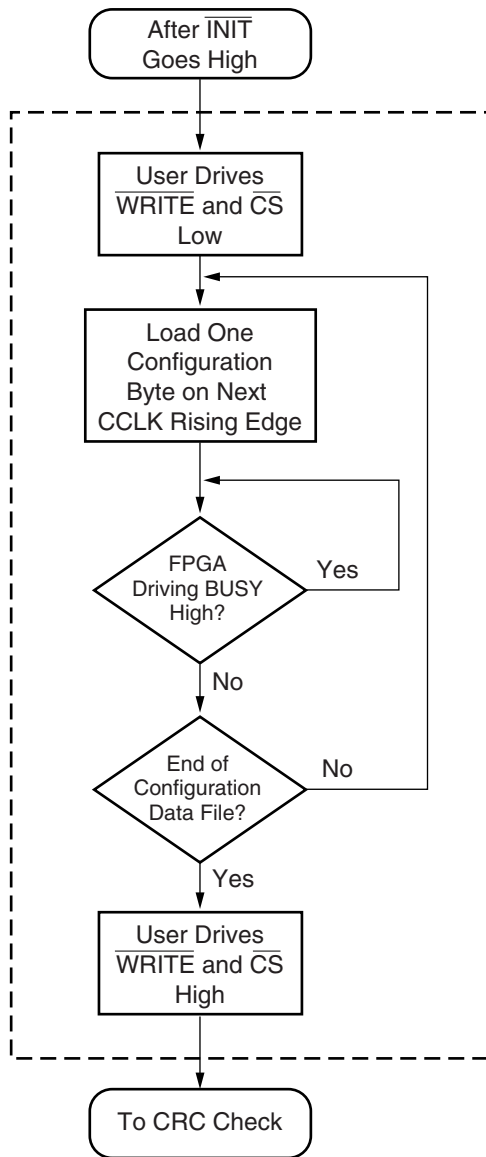 After INIT
Goes High
User Drives
WRITE and CS
Low
Load One
Configuration
Byte on Next
CCLK Rising Edge
FPGA
Driving BUSY
High?
Yes
No
End of
Configuration
Data File?
No
Yes
User Drives
WRITE and CS
High
To CRC Check